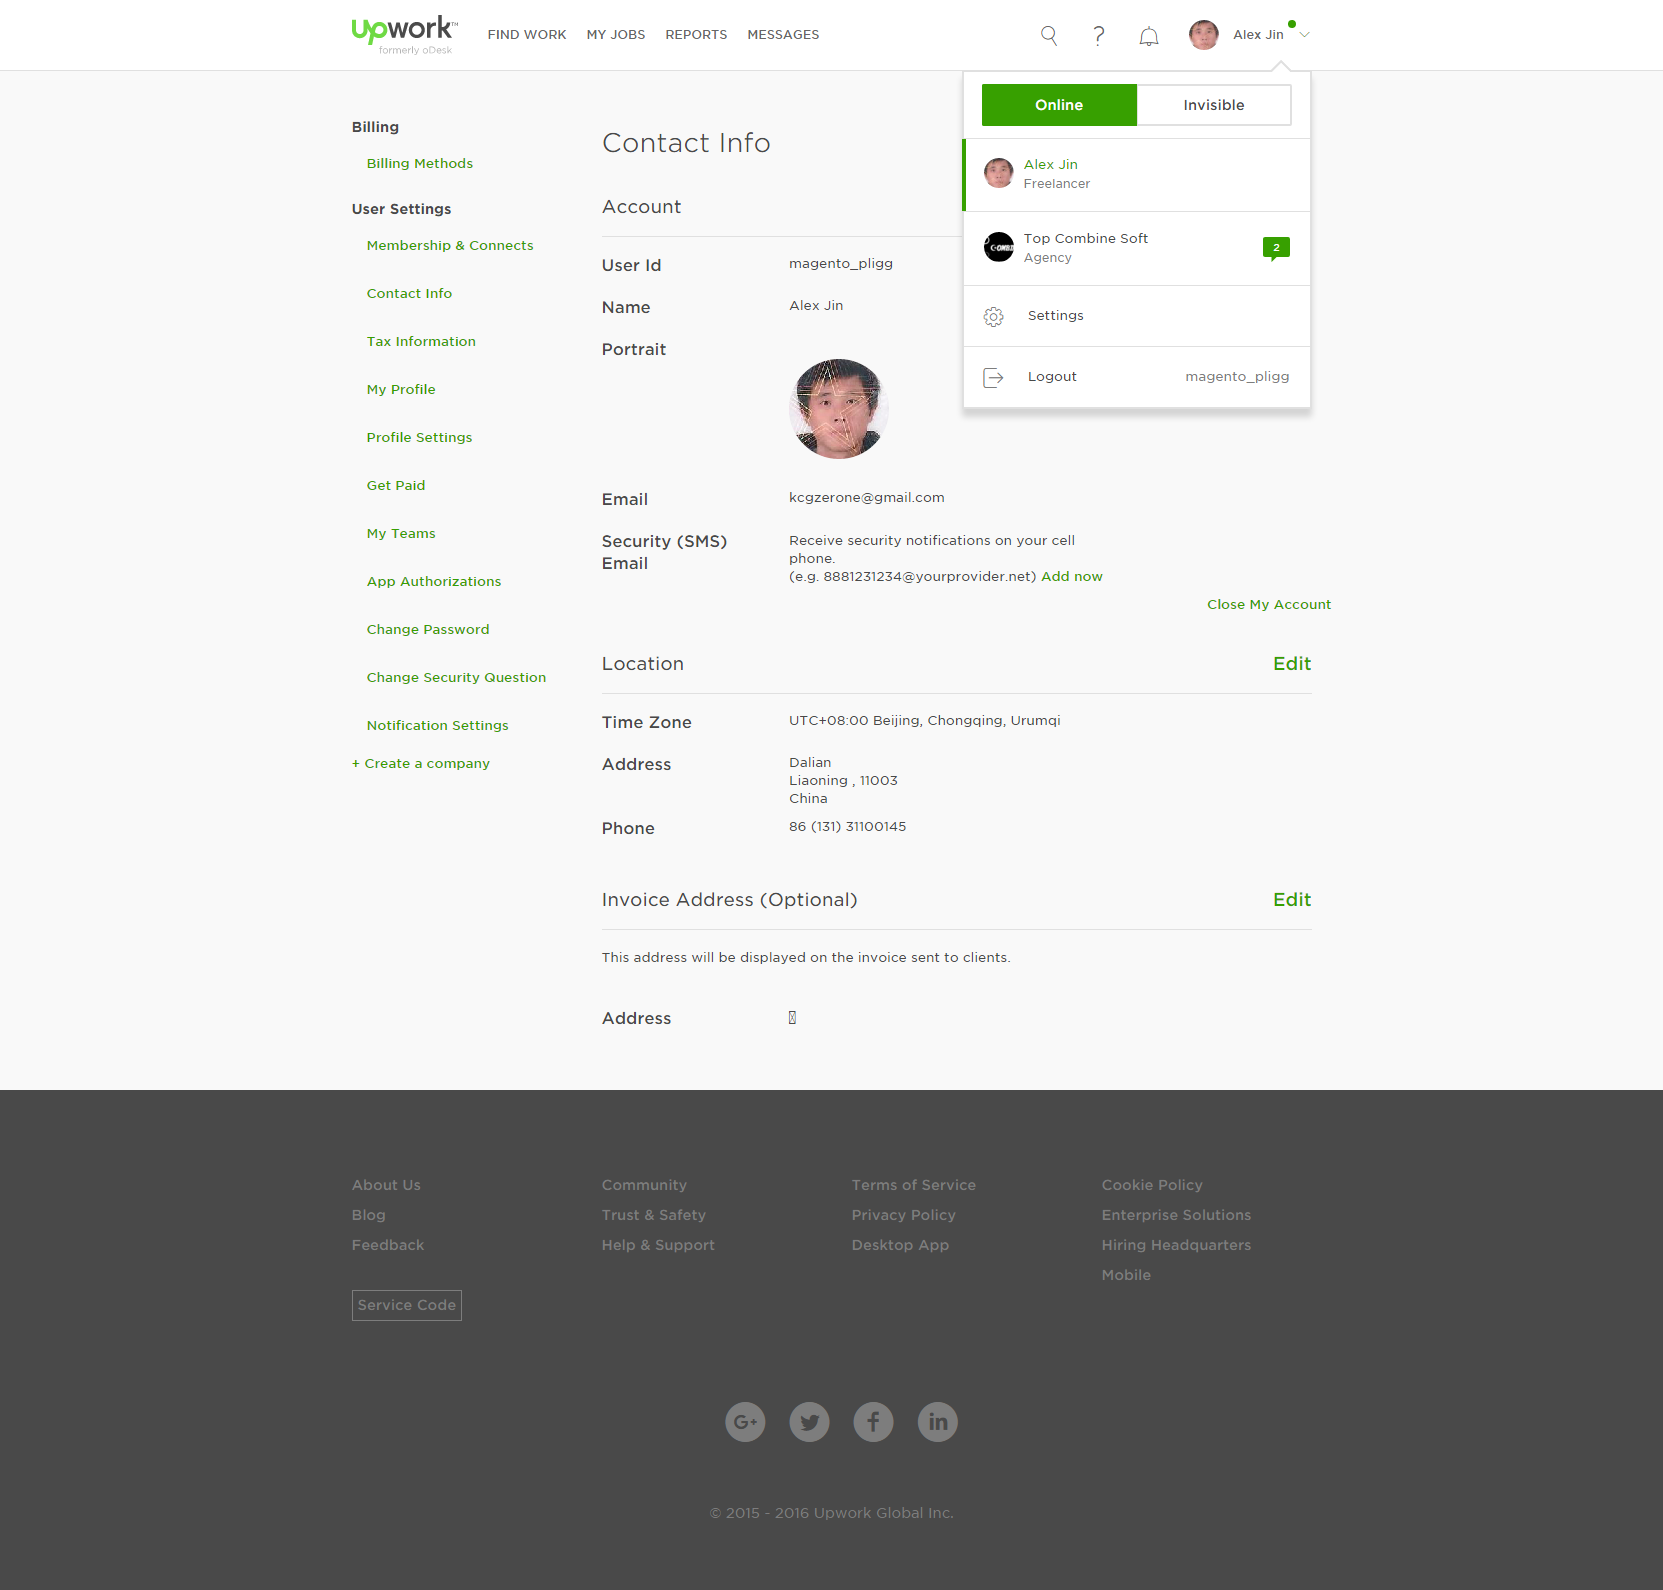 upwork™
formerly oDesk
FIND WORK MY JOBS REPORTS MESSAGES
Alex Jin
Online Invisible
Alex Jin
Freelancer
Top Combine Soft
Agency
2
Settings
Logout magento_pligg
Billing
Billing Methods
User Settings
Membership & Connects
Contact Info
Tax Information
My Profile
Profile Settings
Get Paid
My Teams
App Authorizations
Change Password
Change Security Question
Notification Settings
+ Create a company
Contact Info
Account
User Id magento_pligg
Name Alex Jin
Portrait
Email kcgzerone@gmail.com
Security (SMS) Email
Receive security notifications on your cell
phone.
(e.g. 8881231234@yourprovider.net) Add now
Close My Account
Location Edit
Time Zone UTC+08:00 Beijing, Chongqing, Urumqi
Address Dalian
Liaoning , 11003
China
Phone 86 (131) 31100145
Invoice Address (Optional) Edit
This address will be displayed on the invoice sent to clients.
Address
About Us
Blog
Feedback
Service Code
Community
Trust & Safety
Help & Support
Terms of Service
Privacy Policy
Desktop App
Cookie Policy
Enterprise Solutions
Hiring Headquarters
Mobile
G+ f in
© 2015 - 2016 Upwork Global Inc.